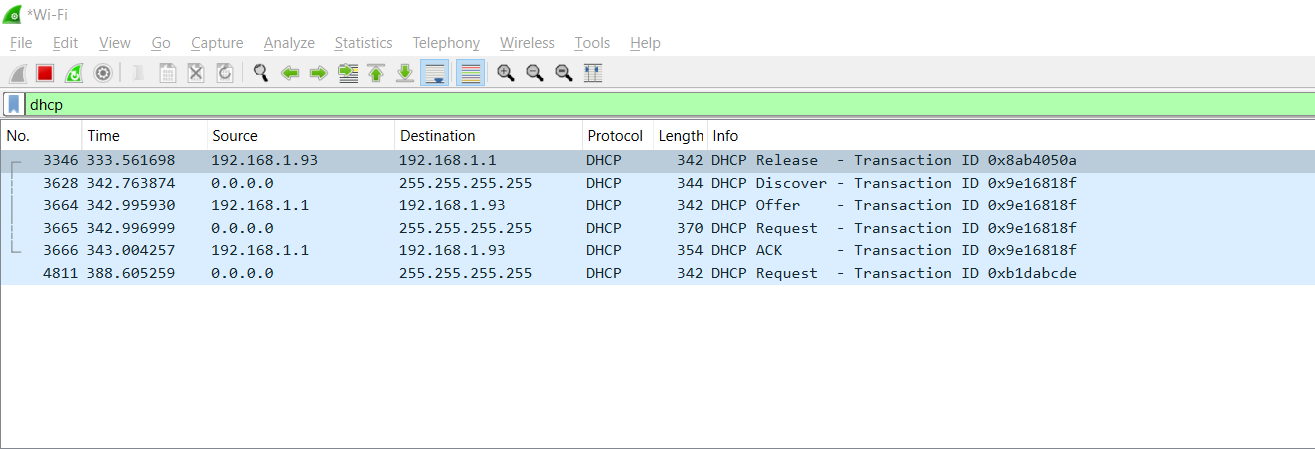 *Wi-Fi
File Edit View Go Capture Analyze Statistics Telephony Wireless Tools Help
dhcp
No. Time Source Destination Protocol Length Info
3346 333.561698 192.168.1.93 192.168.1.1 DHCP 342 DHCP Release - Transaction ID 0x8ab4050a
3628 342.763874 0.0.0.0 255.255.255.255 DHCP 344 DHCP Discover - Transaction ID 0x9e16818f
3664 342.995930 192.168.1.1 192.168.1.93 DHCP 342 DHCP Offer - Transaction ID 0x9e16818f
3665 342.996999 0.0.0.0 255.255.255.255 DHCP 370 DHCP Request - Transaction ID 0x9e16818f
3666 343.004257 192.168.1.1 192.168.1.93 DHCP 354 DHCP ACK - Transaction ID 0x9e16818f
4811 388.605259 0.0.0.0 255.255.255.255 DHCP 342 DHCP Request - Transaction ID 0xb1dabcde